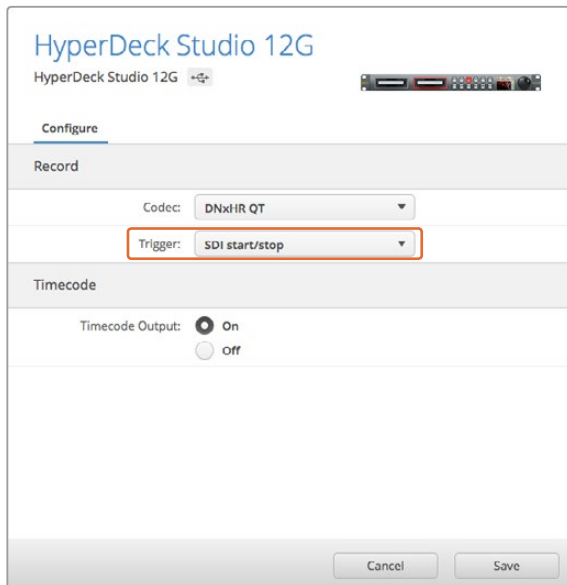 HyperDeck Studio 12G
HyperDeck Studio 12G
Configure
Record
Codec: DNxHR QT
Trigger: SDI start/stop
Timecode
Timecode Output: On
Off
Cancel Save